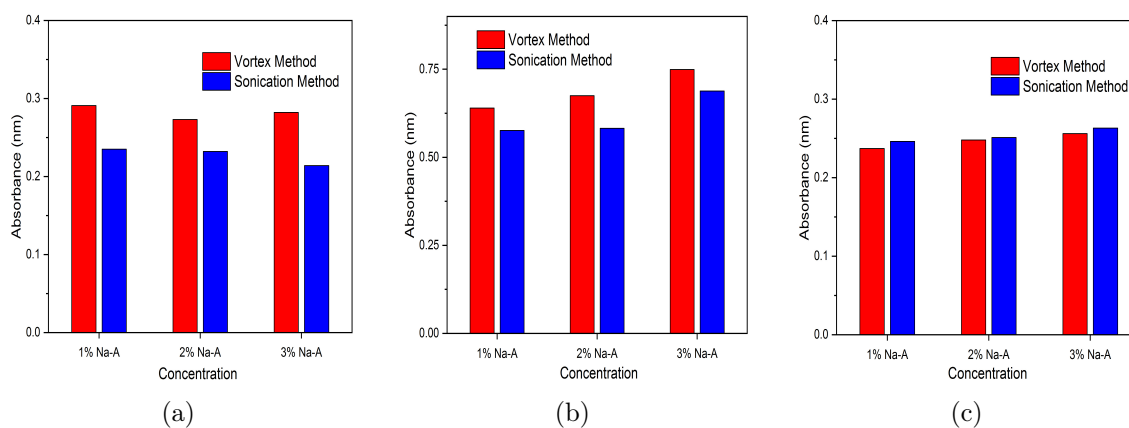 0.4
0.3
0.2
0.1
0.0
Absorbance (nm)
Vortex Method
Sonication Method
1% Na-A 2% Na-A 3% Na-A
Concentration
(a)
0.75
0.50
0.25
0.00
Absorbance (nm)
Vortex Method
Sonication Method
1% Na-A 2% Na-A 3% Na-A
Concentration
(b)
0.4
0.3
0.2
0.1
0.0
Absorbance (nm)
Vortex Method
Sonication Method
1% Na-A 2% Na-A 3% Na-A
Concentration
(c)